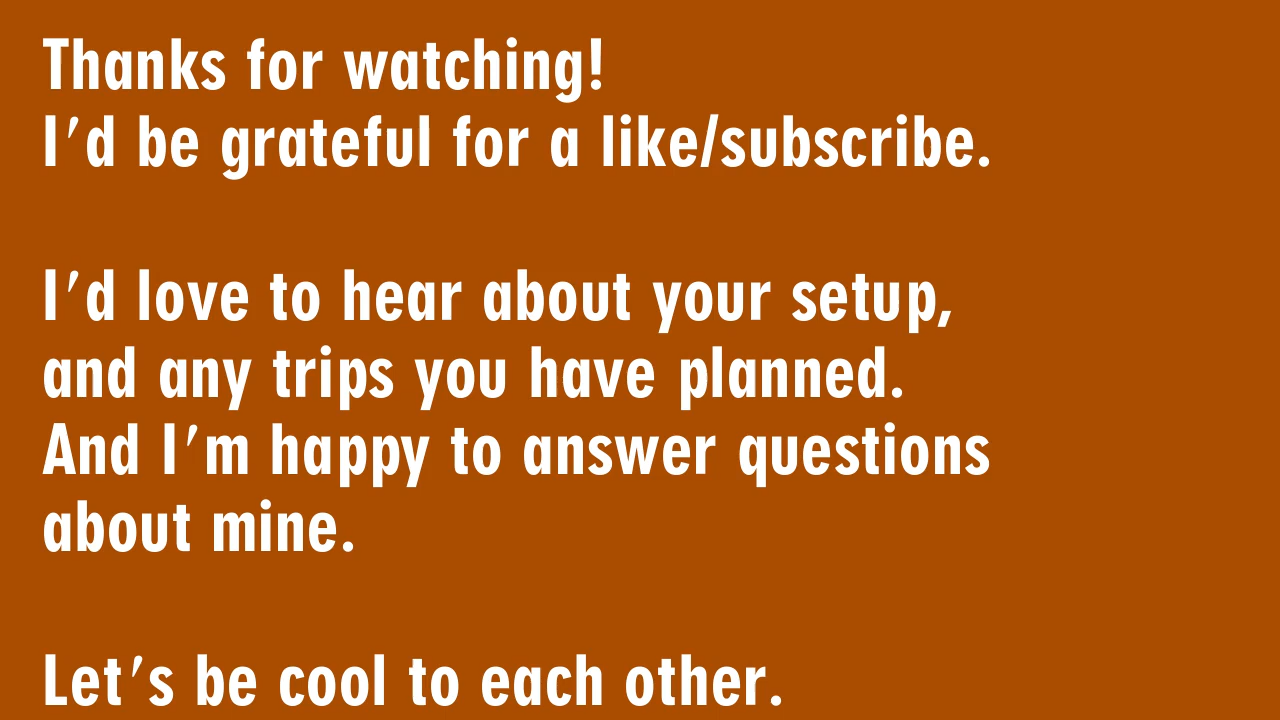 Thanks for watching!
I’d be grateful for a like/subscribe.
I’d love to hear about your setup,
and any trips you have planned.
And I’m happy to answer questions
about mine.
Let’s be cool to each other.